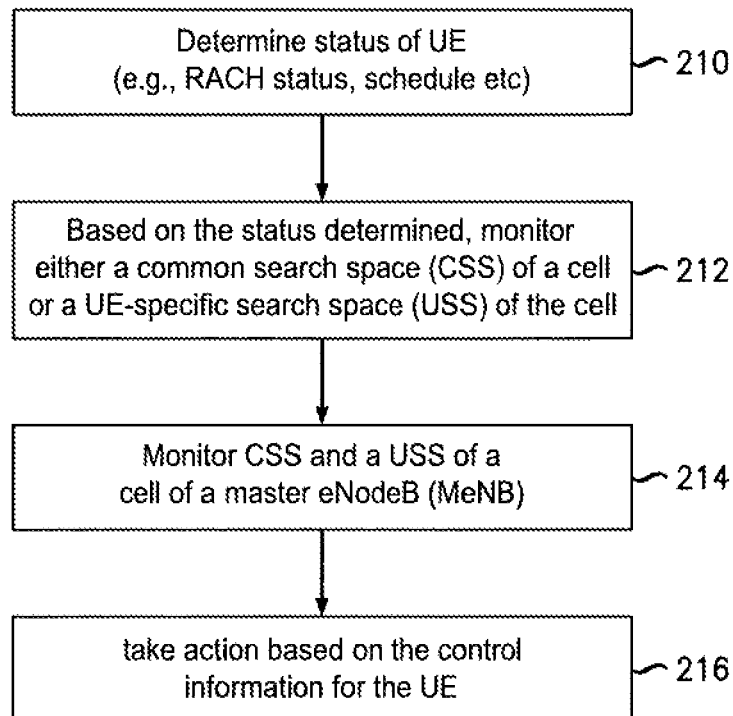 Determine status of UE
(e.g., RACH status, schedule etc)
210
Based on the status determined, monitor
either a common search space (CSS) of a cell
or a UE-specific search space (USS) of the cell
212
Monitor CSS and a USS of a
cell of a master eNodeB (MeNB)
214
take action based on the control
information for the UE
216